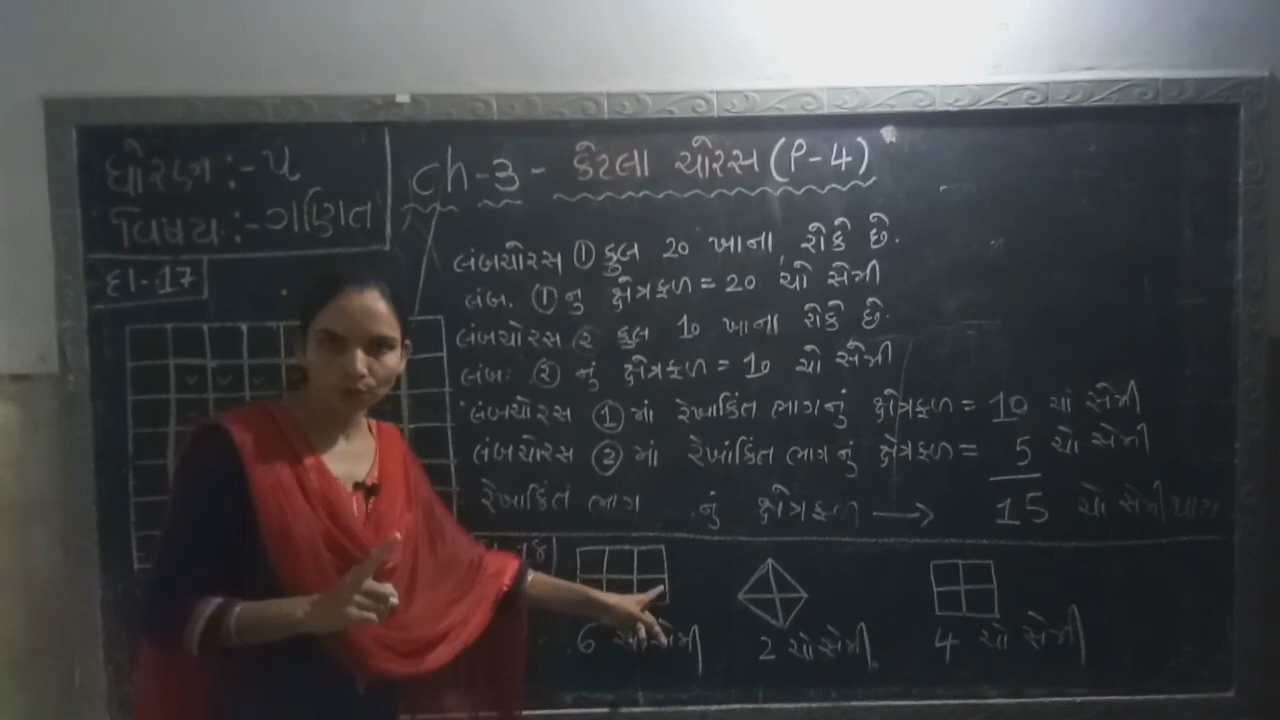 ધોરણ:-૫
વિષય:-ગણિત
દા-17
ch-3- કેટલા ચોરસ (P-4)
લંબચોરસ ① કુલ 20 ખાના રોકે છે.
લંબ. ① નુ ક્ષેત્રફળ = 20 ચો સેમી
લંબચોરસ ② કુલ 10 ખાના રોકે છે.
લંબ: ② નું ક્ષેત્રફળ = 10 ચો સેમી
લંબચોરસ ① માં રેખાંકિત ભાગનું ક્ષેત્રફળ = 10 ચો સેમી
લંબચોરસ ② માં રેખાંકિત ભાગનું ક્ષેત્રફળ = 5 ચો સેમી
રેખાંકિત ભાગ નું ક્ષેત્રફળ → 15 ચો સેમી થાય
6 ચો સેમી 2 ચો સેમી. 4 ચો સેમી